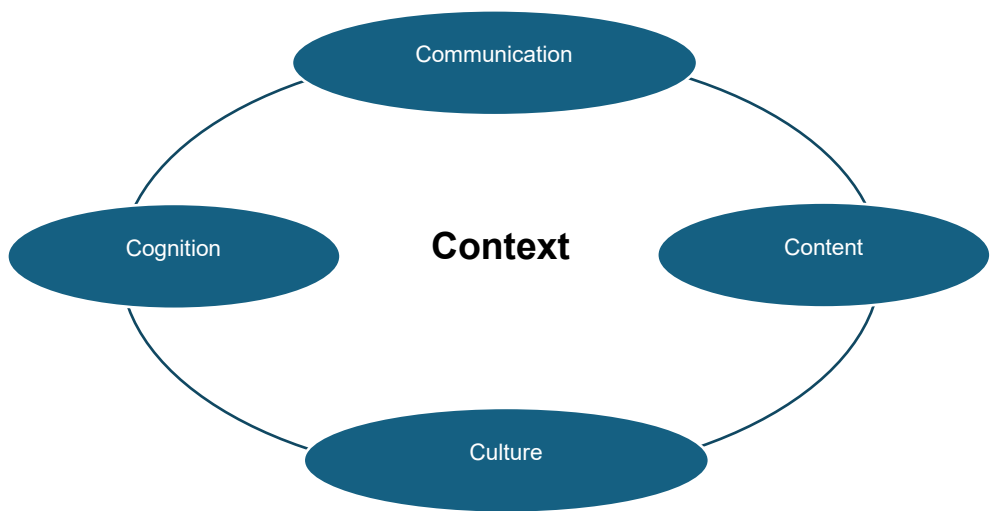 Communication
Cognition
Context
Content
Culture